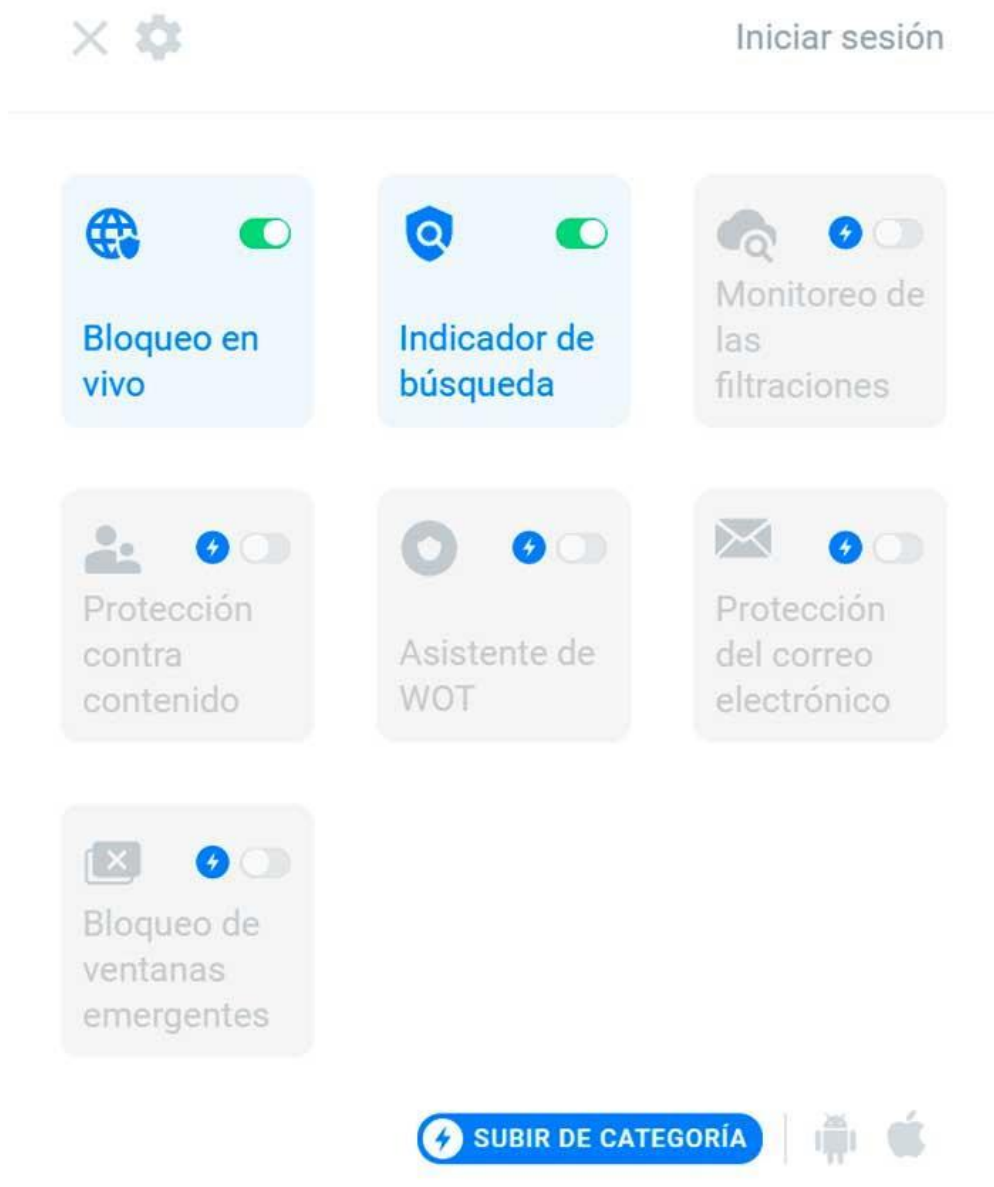 Iniciar sesión
Bloqueo en
vivo
Indicador de
búsqueda
Monitoreo de
las
filtraciones
Protección
contra
contenido
Asistente de
WOT
Protección
del correo
electrónico
Bloqueo de
ventanas
emergentes
SUBIR DE CATEGORÍA